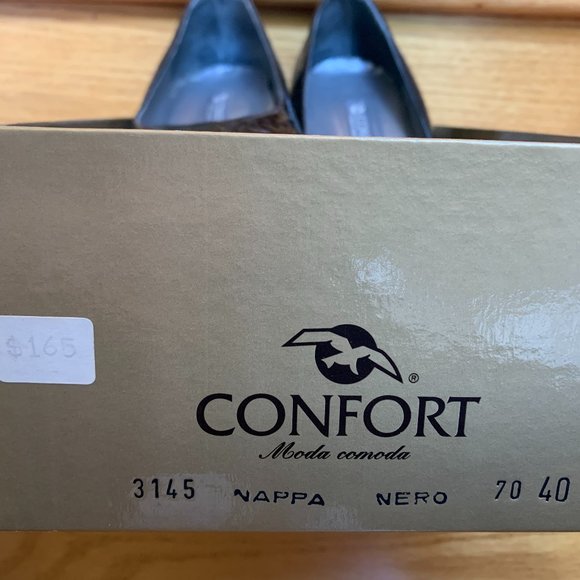 $165
®
CONFORT
Moda comoda
3145 NAPPA NERO 70 40